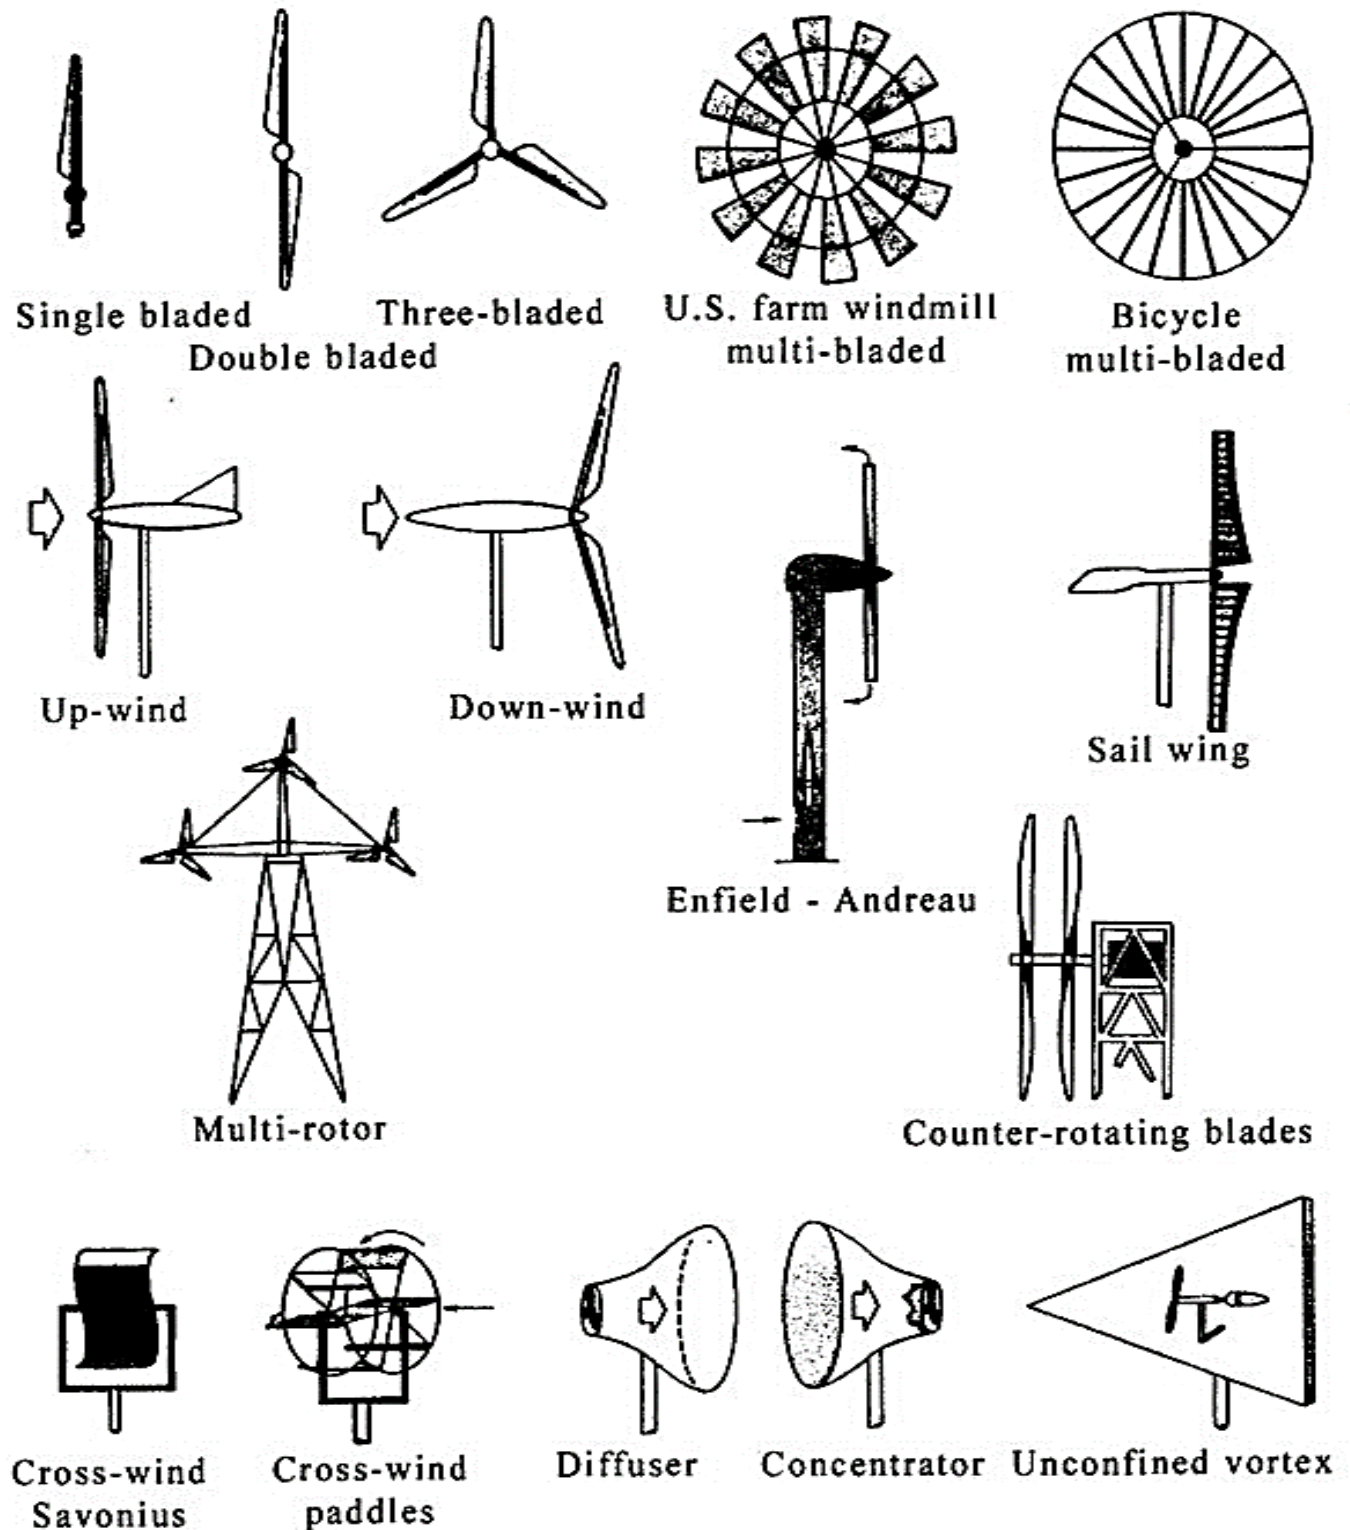 Single bladed
Double bladed
Three-bladed
U.S. farm windmill
multi-bladed
Bicycle
multi-bladed
Up-wind
Down-wind
Enfield - Andreau
Sail wing
Multi-rotor
Counter-rotating blades
Cross-wind
Savonius
Cross-wind
paddles
Diffuser
Concentrator
Unconfined vortex